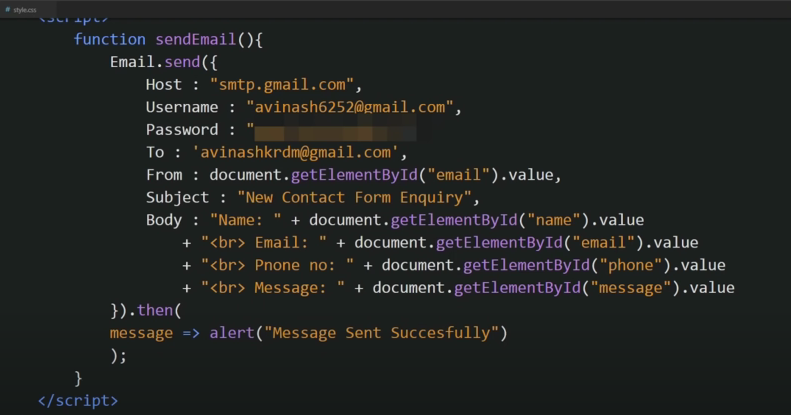 # style.css
<script>
function sendEmail(){
Email.send({
Host : "smtp.gmail.com",
Username : "avinash6252@gmail.com",
Password : "
To : 'avinashkrdm@gmail.com',
From : document.getElementById("email").value,
Subject : "New Contact Form Enquiry",
Body : "Name: " + document.getElementById("name").value
+ "<br> Email: " + document.getElementById("email").value
+ "<br> Pnone no: " + document.getElementById("phone").value
+ "<br> Message: " + document.getElementById("message").value
}).then(
message => alert("Message Sent Succesfully")
);
}
</script>